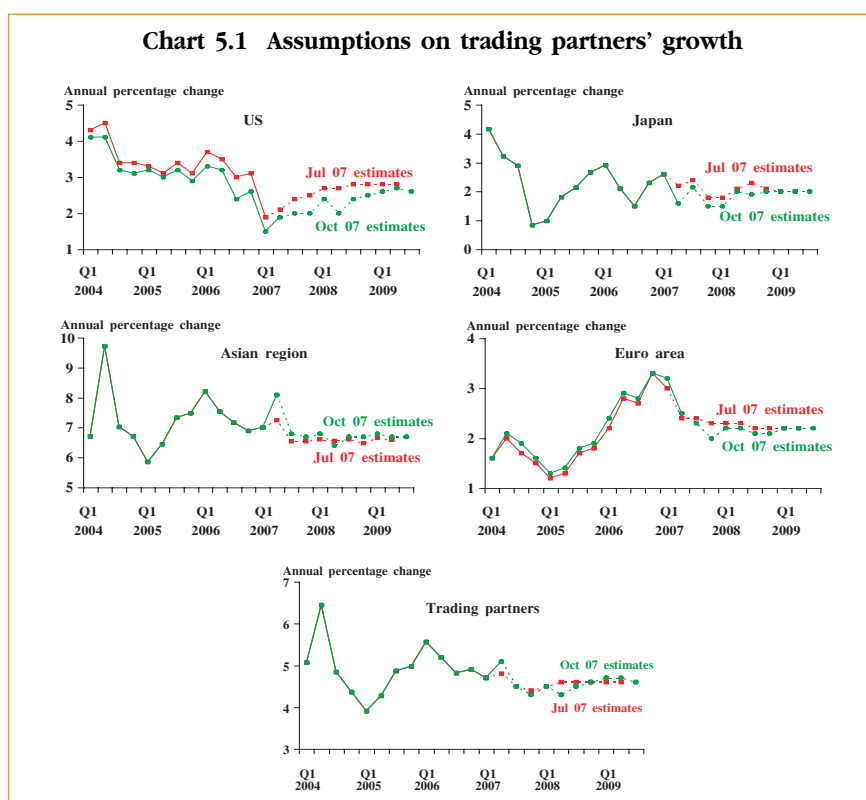 Chart 5.1 Assumptions on trading partners' growth
Annual percentage change
US
5
4
3
2
1
Jul 07 estimates
Oct 07 estimates
Q1 Q1 Q1 Q1 Q1 Q1
2004 2005 2006 2007 2008 2009
Annual percentage change
Japan
5
4
3
2
1
0
Jul 07 estimates
Oct 07 estimates
Q1 Q1 Q1 Q1 Q1 Q1
2004 2005 2006 2007 2008 2009
Annual percentage change
Asian region
10
9
8
7
6
5
Oct 07 estimates
Jul 07 estimates
Q1 Q1 Q1 Q1 Q1 Q1
2004 2005 2006 2007 2008 2009
Annual percentage change
Euro area
4
3
2
1
Jul 07 estimates
Oct 07 estimates
Q1 Q1 Q1 Q1 Q1 Q1
2004 2005 2006 2007 2008 2009
Annual percentage change
Trading partners
7
6
5
4
3
Oct 07 estimates
Jul 07 estimates
Q1 Q1 Q1 Q1 Q1 Q1
2004 2005 2006 2007 2008 2009